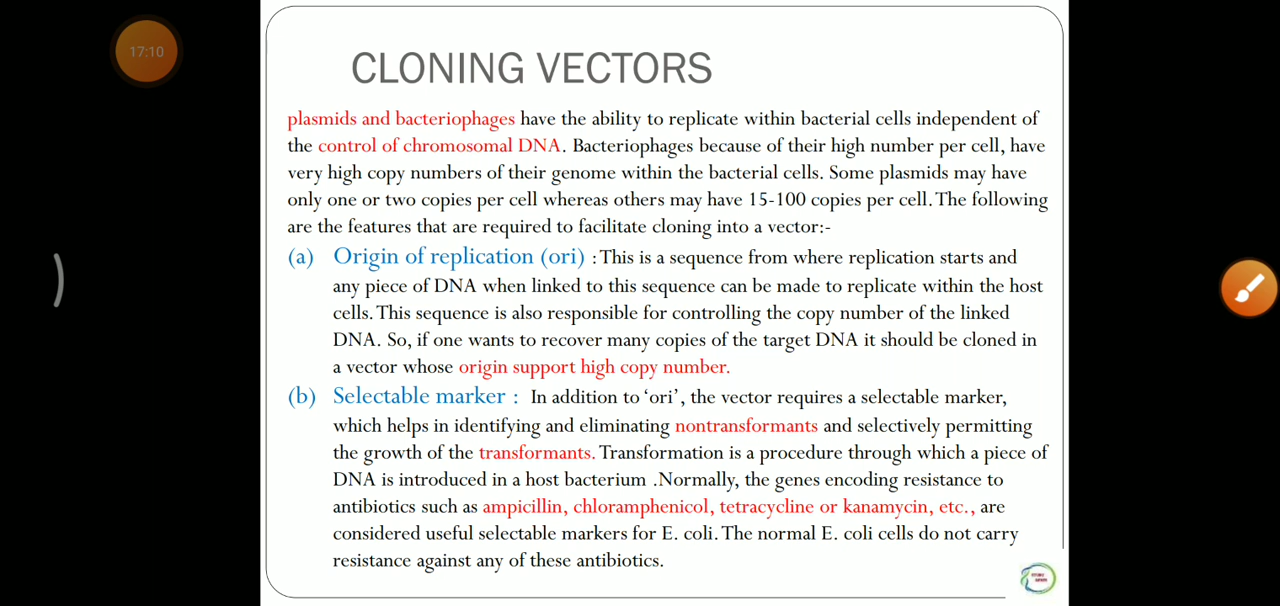 17:10
CLONING VECTORS
plasmids and bacteriophages have the ability to replicate within bacterial cells independent of
the control of chromosomal DNA. Bacteriophages because of their high number per cell, have
very high copy numbers of their genome within the bacterial cells. Some plasmids may have
only one or two copies per cell whereas others may have 15-100 copies per cell. The following
are the features that are required to facilitate cloning into a vector:-
(a) Origin of replication (ori) : This is a sequence from where replication starts and
any piece of DNA when linked to this sequence can be made to replicate within the host
cells. This sequence is also responsible for controlling the copy number of the linked
DNA. So, if one wants to recover many copies of the target DNA it should be cloned in
a vector whose origin support high copy number.
(b) Selectable marker : In addition to ‘ori’, the vector requires a selectable marker,
which helps in identifying and eliminating nontransformants and selectively permitting
the growth of the transformants. Transformation is a procedure through which a piece of
DNA is introduced in a host bacterium .Normally, the genes encoding resistance to
antibiotics such as ampicillin, chloramphenicol, tetracycline or kanamycin, etc., are
considered useful selectable markers for E. coli. The normal E. coli cells do not carry
resistance against any of these antibiotics.